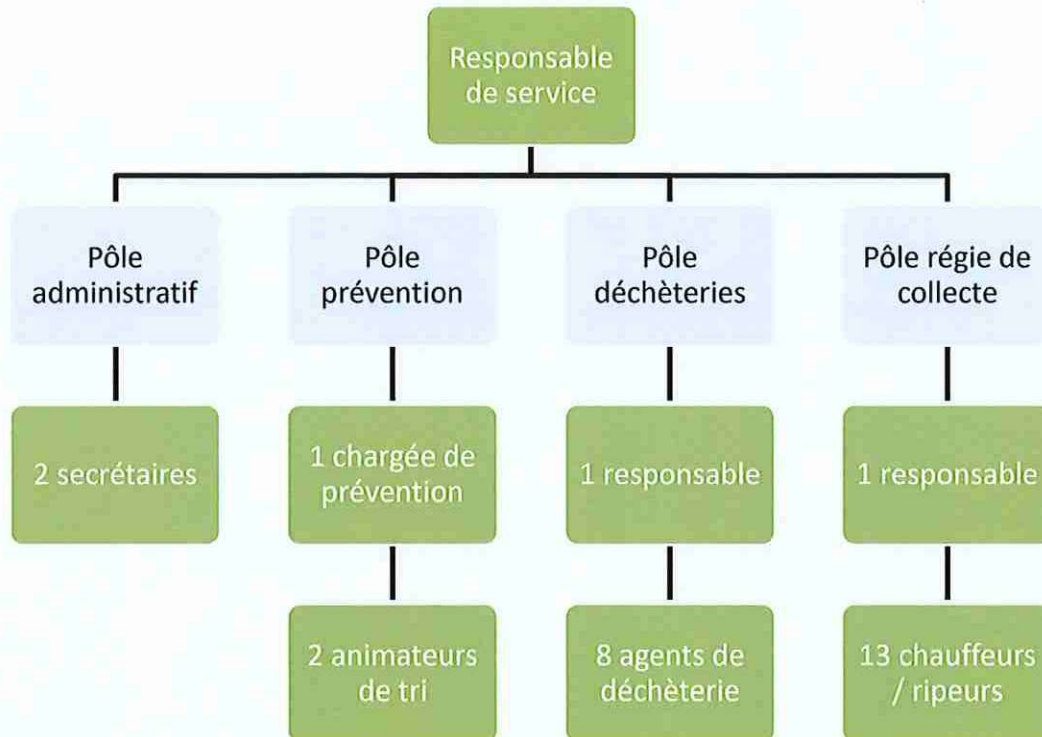 Responsable
de service
Pôle
administratif
Pôle
prévention
Pôle
déchèteries
Pôle régie de
collecte
2 secrétaires
1 chargée de
prévention
1 responsable
1 responsable
2 animateurs
de tri
8 agents de
déchèterie
13 chauffeurs
/ ripeurs